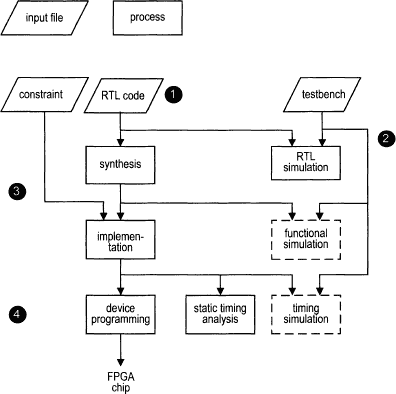 input file
process
constraint
RTL code
1
testbench
2
synthesis
RTL
simulation
3
implemen-
tation
functional
simulation
4
device
programming
static timing
analysis
timing
simulation
FPGA
chip